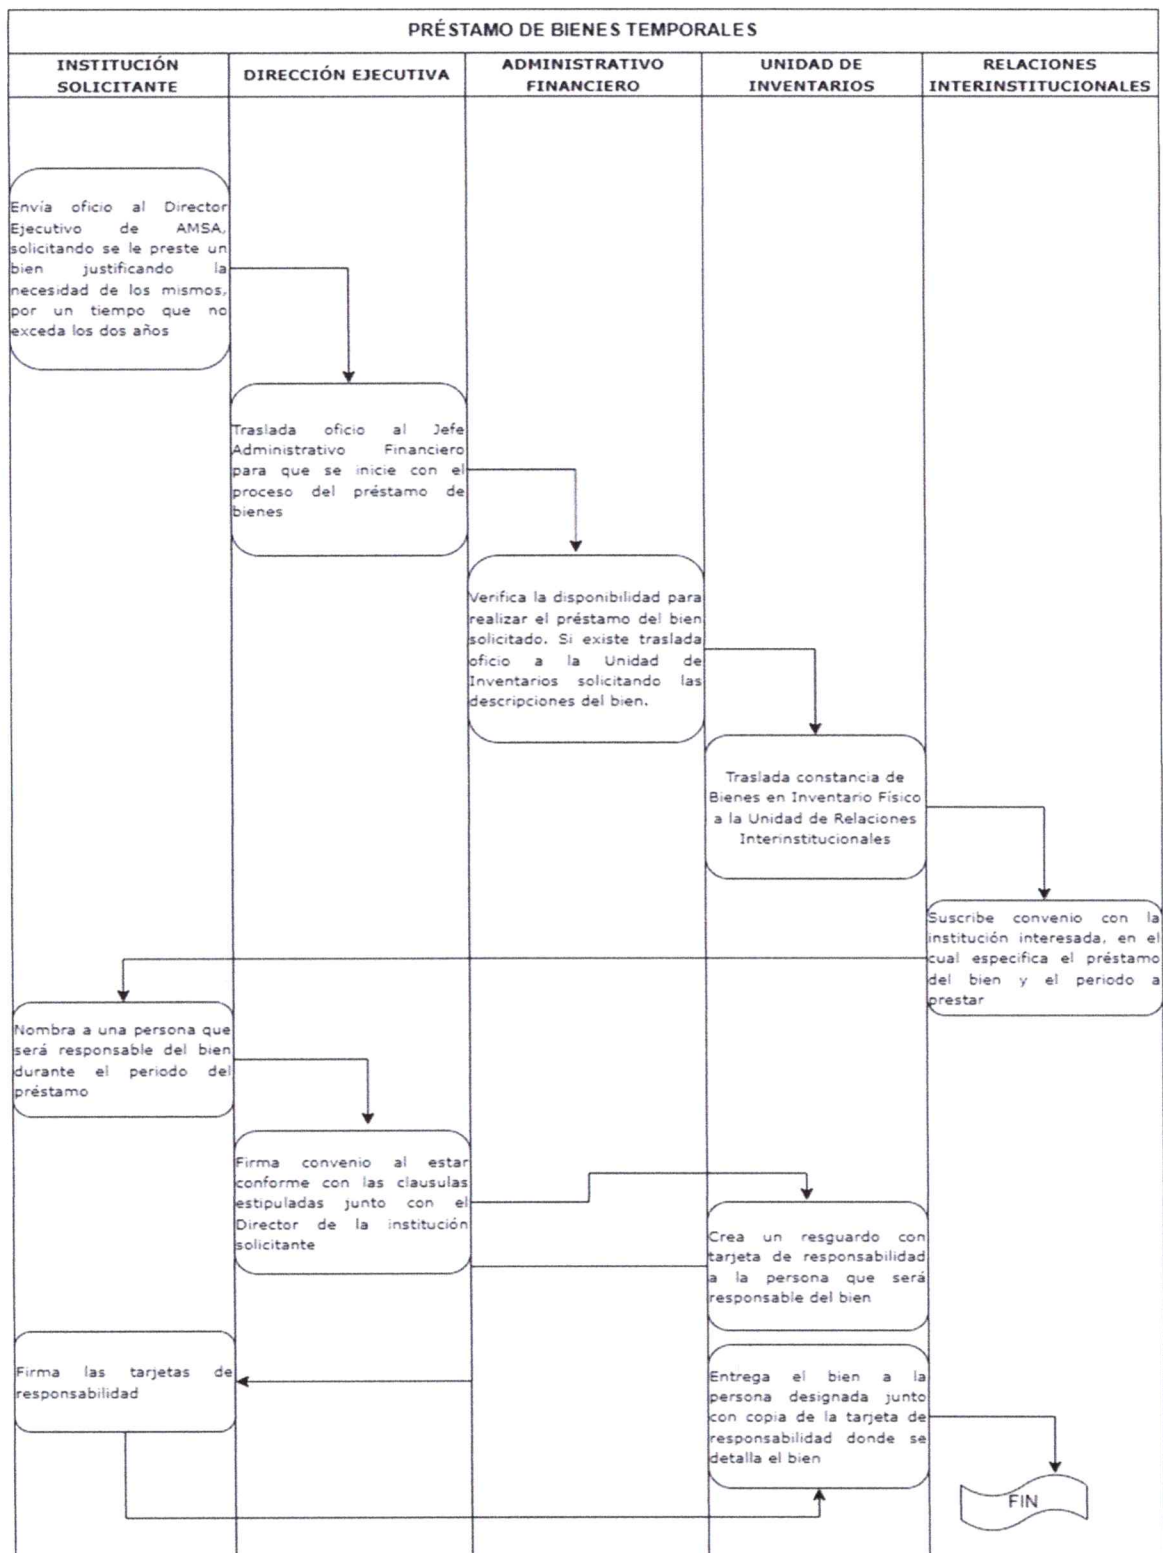 PRÉSTAMO DE BIENES TEMPORALES
INSTITUCIÓN
SOLICITANTE
DIRECCIÓN EJECUTIVA
ADMINISTRATIVO
FINANCIERO
UNIDAD DE
INVENTARIOS
RELACIONES
INTERINSTITUCIONALES
Envía oficio al Director
Ejecutivo de AMSA,
solicitando se le preste un
bien justificando la
necesidad de los mismos,
por un tiempo que no
exceda los dos años
Traslada oficio al Jefe
Administrativo Financiero
para que se inicie con el
proceso del préstamo de
bienes
Verifica la disponibilidad para
realizar el préstamo del bien
solicitado. Si existe traslada
oficio a la Unidad de
Inventarios solicitando las
descripciones del bien.
Traslada constancia de
Bienes en Inventario Físico
a la Unidad de Relaciones
Interinstitucionales
Suscribe convenio con la
institución interesada, en el
cual especifica el préstamo
del bien y el periodo a
prestar
Nombra a una persona que
será responsable del bien
durante el periodo del
préstamo
Firma convenio al estar
conforme con las clausulas
estipuladas junto con el
Director de la institución
solicitante
Crea un resguardo con
tarjeta de responsabilidad
a la persona que será
responsable del bien
Firma las tarjetas de
responsabilidad
Entrega el bien a la
persona designada junto
con copia de la tarjeta de
responsabilidad donde se
detalla el bien
FIN